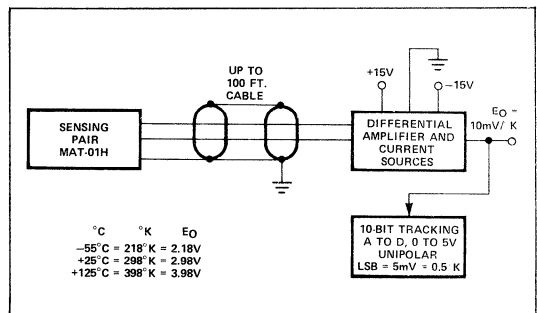 UP TO
100 FT.
CABLE
+15V
−15V
SENSING
PAIR
MAT-01H
DIFFERENTIAL
AMPLIFIER AND
CURRENT
SOURCES
EO =
10mV/°K
°C °K EO
−55°C = 218°K = 2.18V
+25°C = 298°K = 2.98V
+125°C = 398°K = 3.98V
10-BIT TRACKING
A TO D, 0 TO 5V
UNIPOLAR
LSB = 5mV = 0.5°K